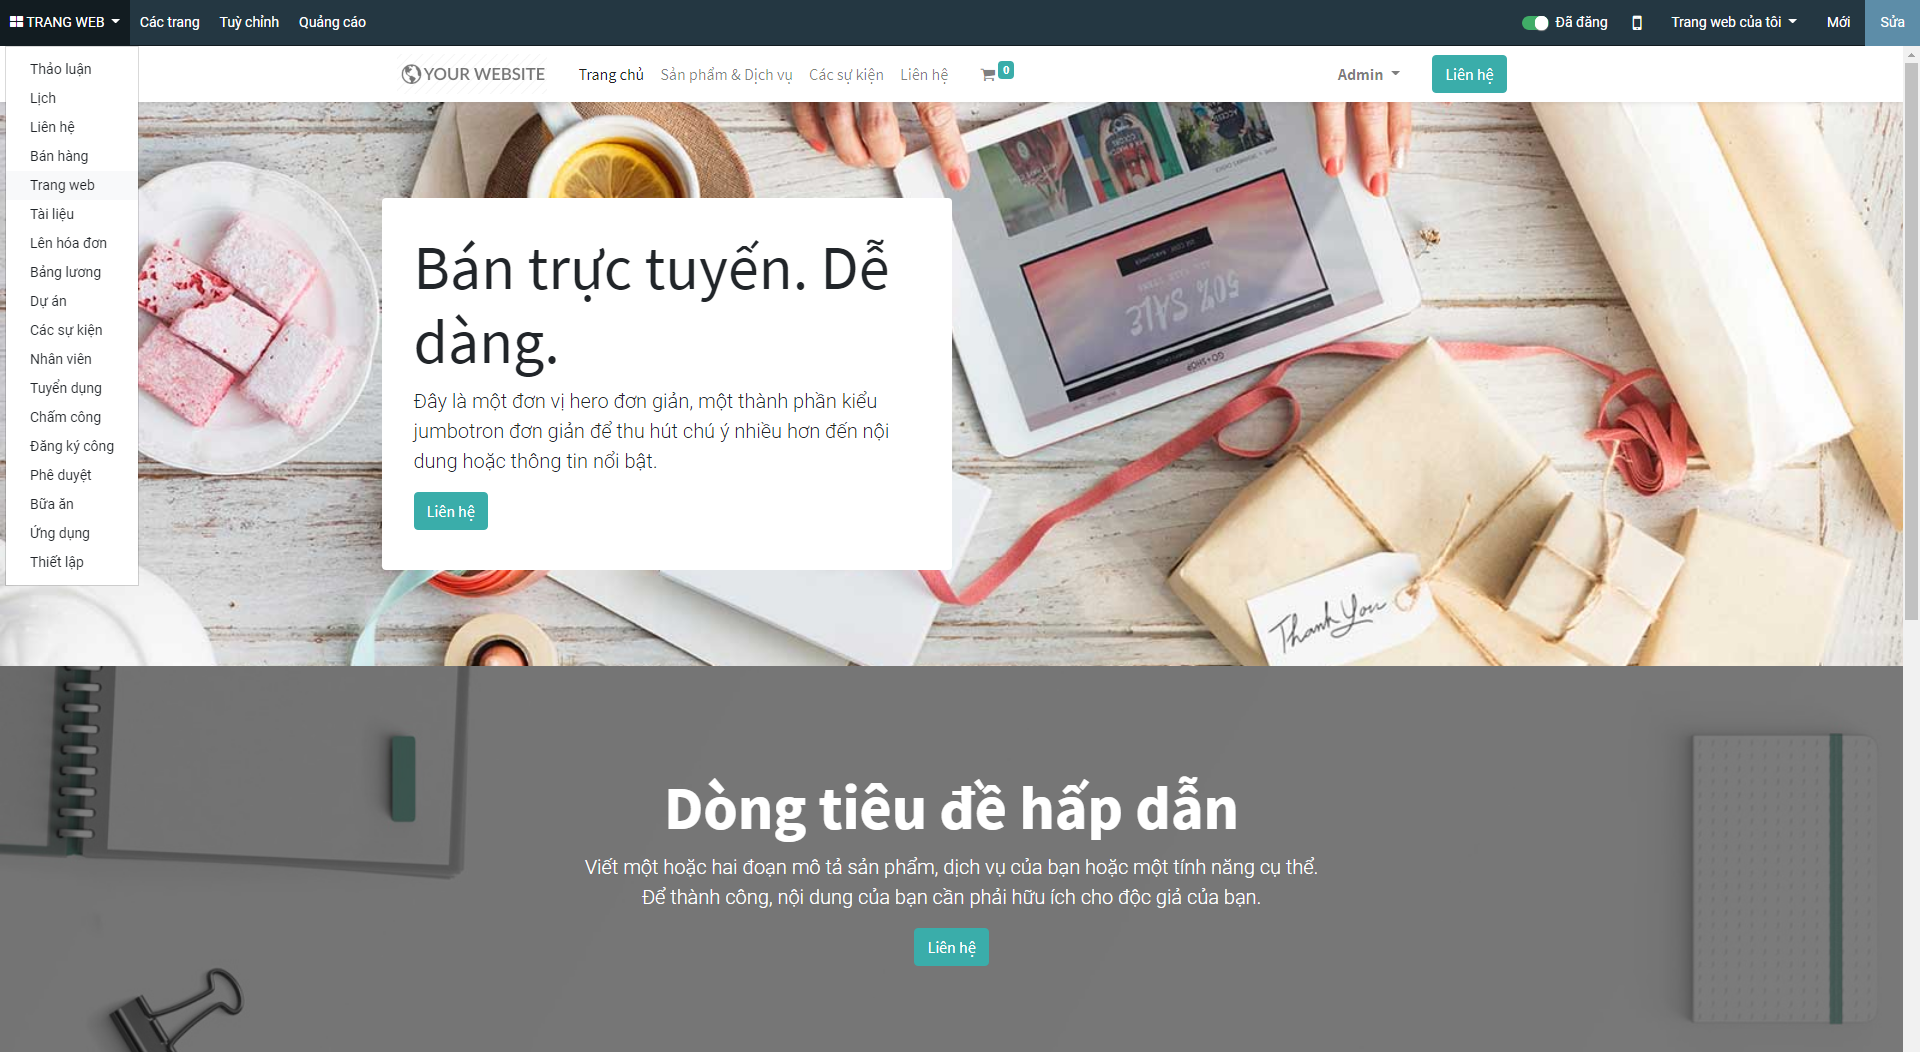 TRANG WEB
Các trang
Tuỳ chỉnh
Quảng cáo
Đã đăng
Trang web của tôi
Mới
Sửa
YOUR WEBSITE
Trang chủ
Sản phẩm & Dịch vụ
Các sự kiện
Liên hệ
0
Admin
Liên hệ
Thảo luận
Lịch
Liên hệ
Bán hàng
Trang web
Tài liệu
Lên hóa đơn
Bảng lương
Dự án
Các sự kiện
Nhân viên
Tuyển dụng
Chấm công
Đăng ký công
Phê duyệt
Bữa ăn
Ứng dụng
Thiết lập
Bán trực tuyến. Dễ
dàng.
Đây là một đơn vị hero đơn giản, một thành phần kiểu
jumbotron đơn giản để thu hút chú ý nhiều hơn đến nội
dung hoặc thông tin nổi bật.
Liên hệ
50% SALE
GO SHOP
Thank You
Dòng tiêu đề hấp dẫn
Viết một hoặc hai đoạn mô tả sản phẩm, dịch vụ của bạn hoặc một tính năng cụ thể.
Để thành công, nội dung của bạn cần phải hữu ích cho độc giả của bạn.
Liên hệ